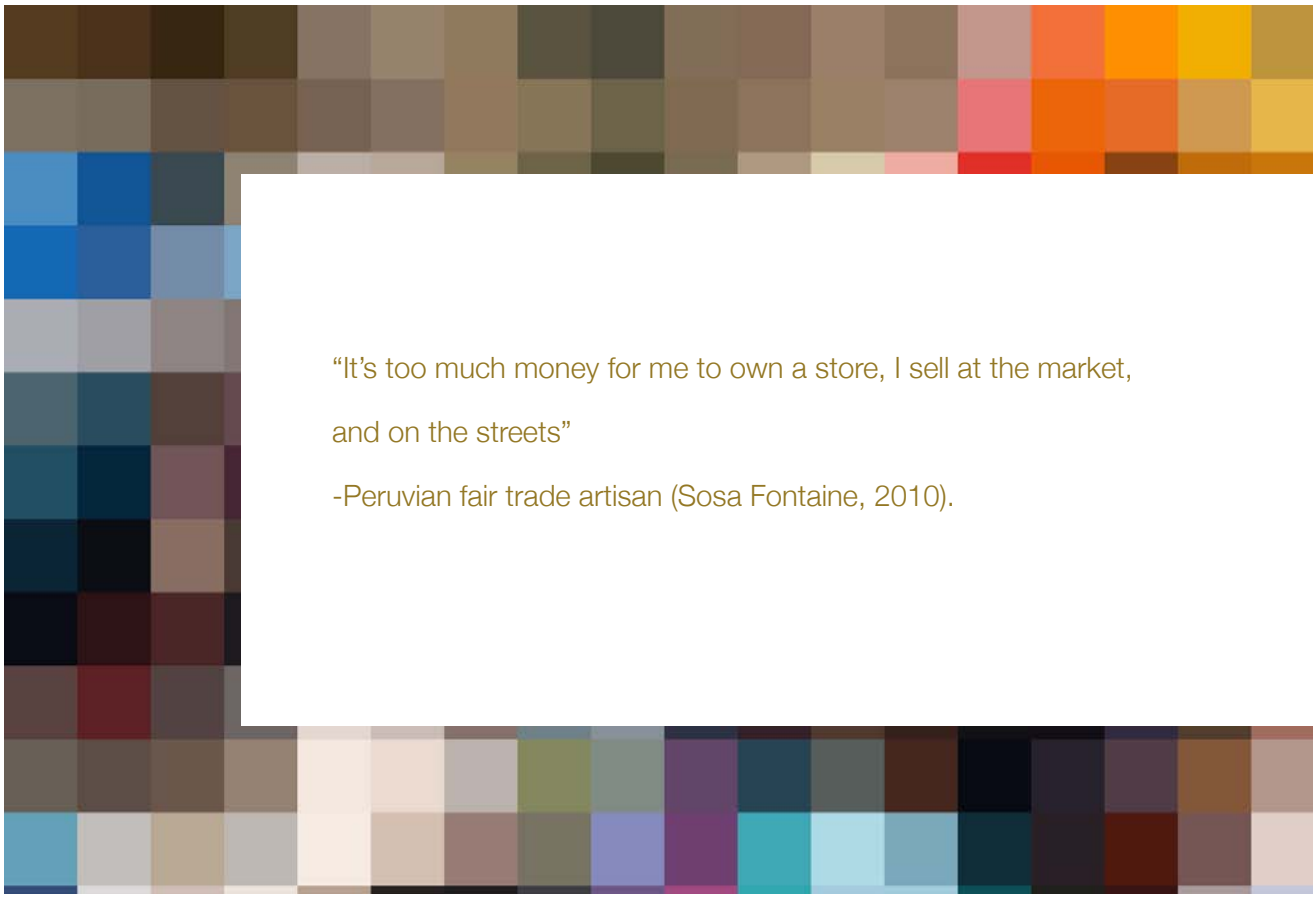 “It’s too much money for me to own a store, I sell at the market,
and on the streets”
-Peruvian fair trade artisan (Sosa Fontaine, 2010).